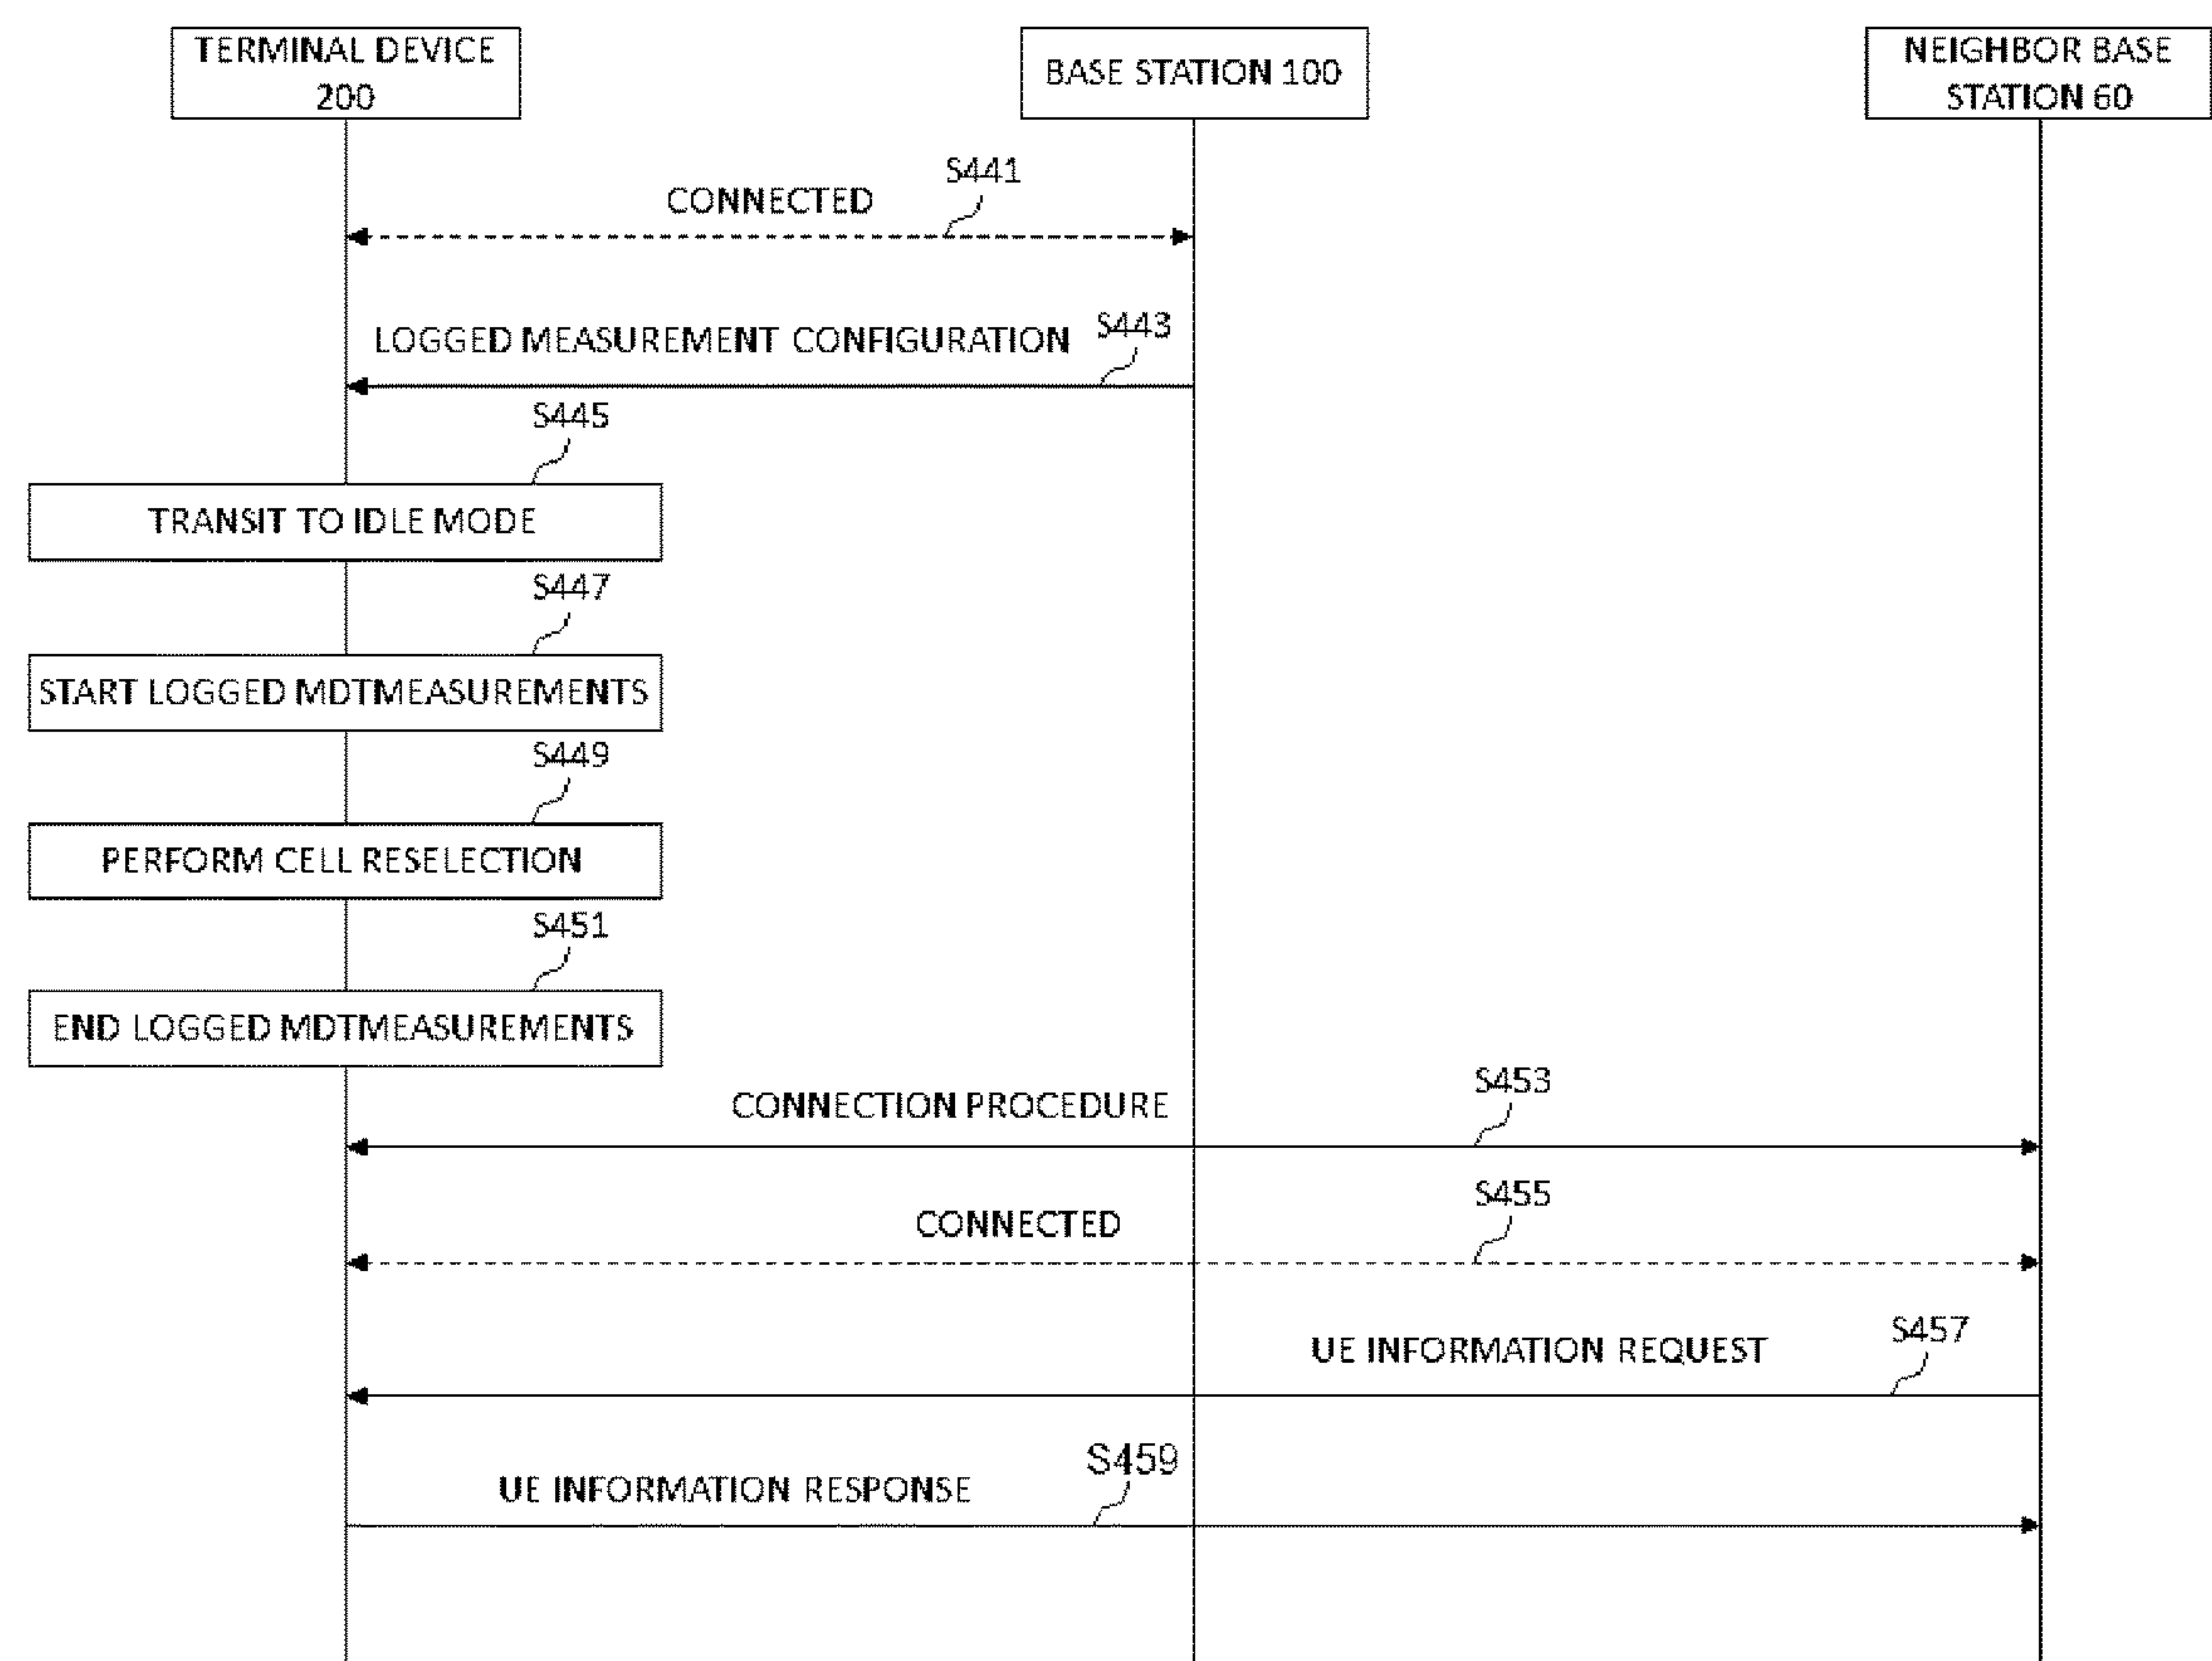 TERMINAL DEVICE
200
BASE STATION 100
NEIGHBOR BASE
STATION 60
S441
CONNECTED
S443
LOGGED MEASUREMENT CONFIGURATION
S445
TRANSIT TO IDLE MODE
S447
START LOGGED MDTMEASUREMENTS
S449
PERFORM CELL RESELECTION
S451
END LOGGED MDTMEASUREMENTS
S453
CONNECTION PROCEDURE
S455
CONNECTED
S457
UE INFORMATION REQUEST
S459
UE INFORMATION RESPONSE